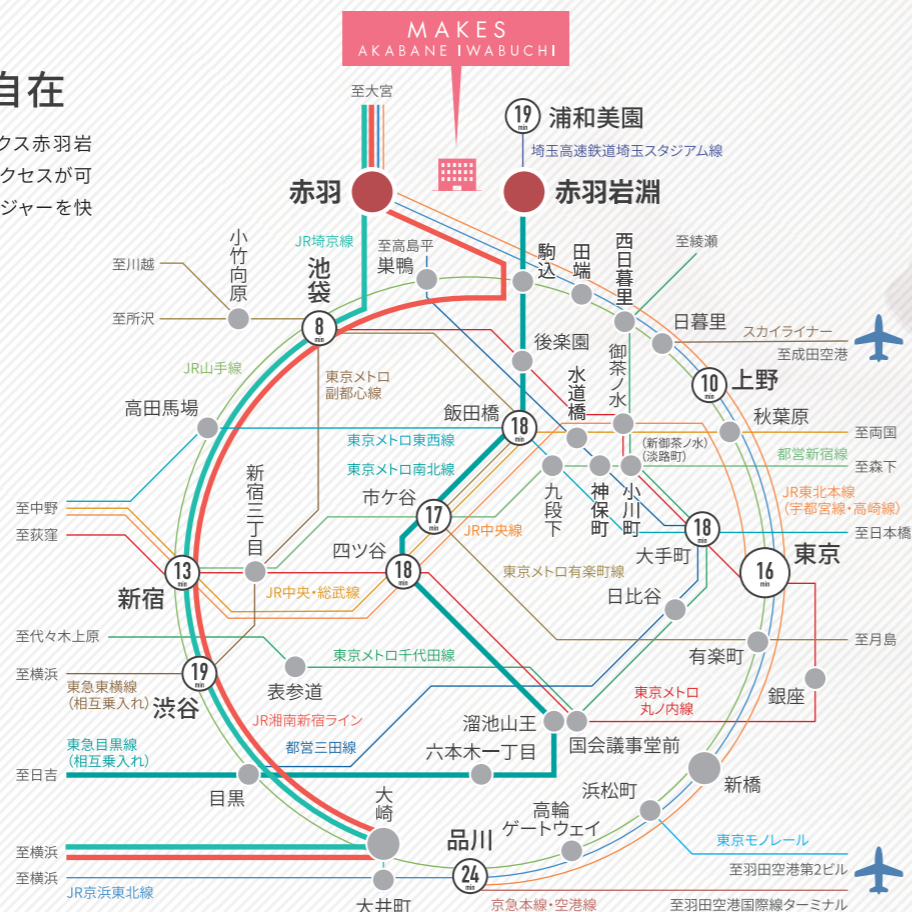 MAKES
AKABANE IWABUCHI
自在
クス赤羽岩
クセスが可
ジャーを快
至大宮
19
min
浦和美園
埼玉高速鉄道埼玉スタジアム線
赤羽
赤羽岩淵
JR埼京線
至高島平
巣鴨
駒込
田端
西日暮里
至綾瀬
至川越
小竹向原
池袋
至所沢
8
min
日暮里
スカイライナー
至成田空港
後楽園
御茶ノ水
JR山手線
東京メトロ
副都心線
水道橋
10
min
上野
高田馬場
飯田橋
18
min
秋葉原
東京メトロ東西線
(新御茶ノ水)
(淡路町)
至両国
都営新宿線
至森下
東京メトロ南北線
新宿三丁目
市ケ谷
17
min
九段下
神保町
小川町
JR東北本線
(宇都宮線・高崎線)
至中野
至荻窪
JR中央線
四ツ谷
18
min
大手町
18
min
至日本橋
東京
16
min
13
min
新宿
JR中央・総武線
東京メトロ有楽町線
日比谷
至代々木上原
東京メトロ千代田線
有楽町
至月島
至横浜
東急東横線
(相互乗入れ)
19
min
渋谷
表参道
東京メトロ
丸ノ内線
銀座
JR湘南新宿ライン
溜池山王
国会議事堂前
東急目黒線
(相互乗入れ)
都営三田線
六本木一丁目
至日吉
目黒
新橋
大崎
浜松町
高輪
ゲートウェイ
品川
24
min
東京モノレール
至横浜
至羽田空港第2ビル
至横浜
JR京浜東北線
大井町
京急本線・空港線
至羽田空港国際線ターミナル